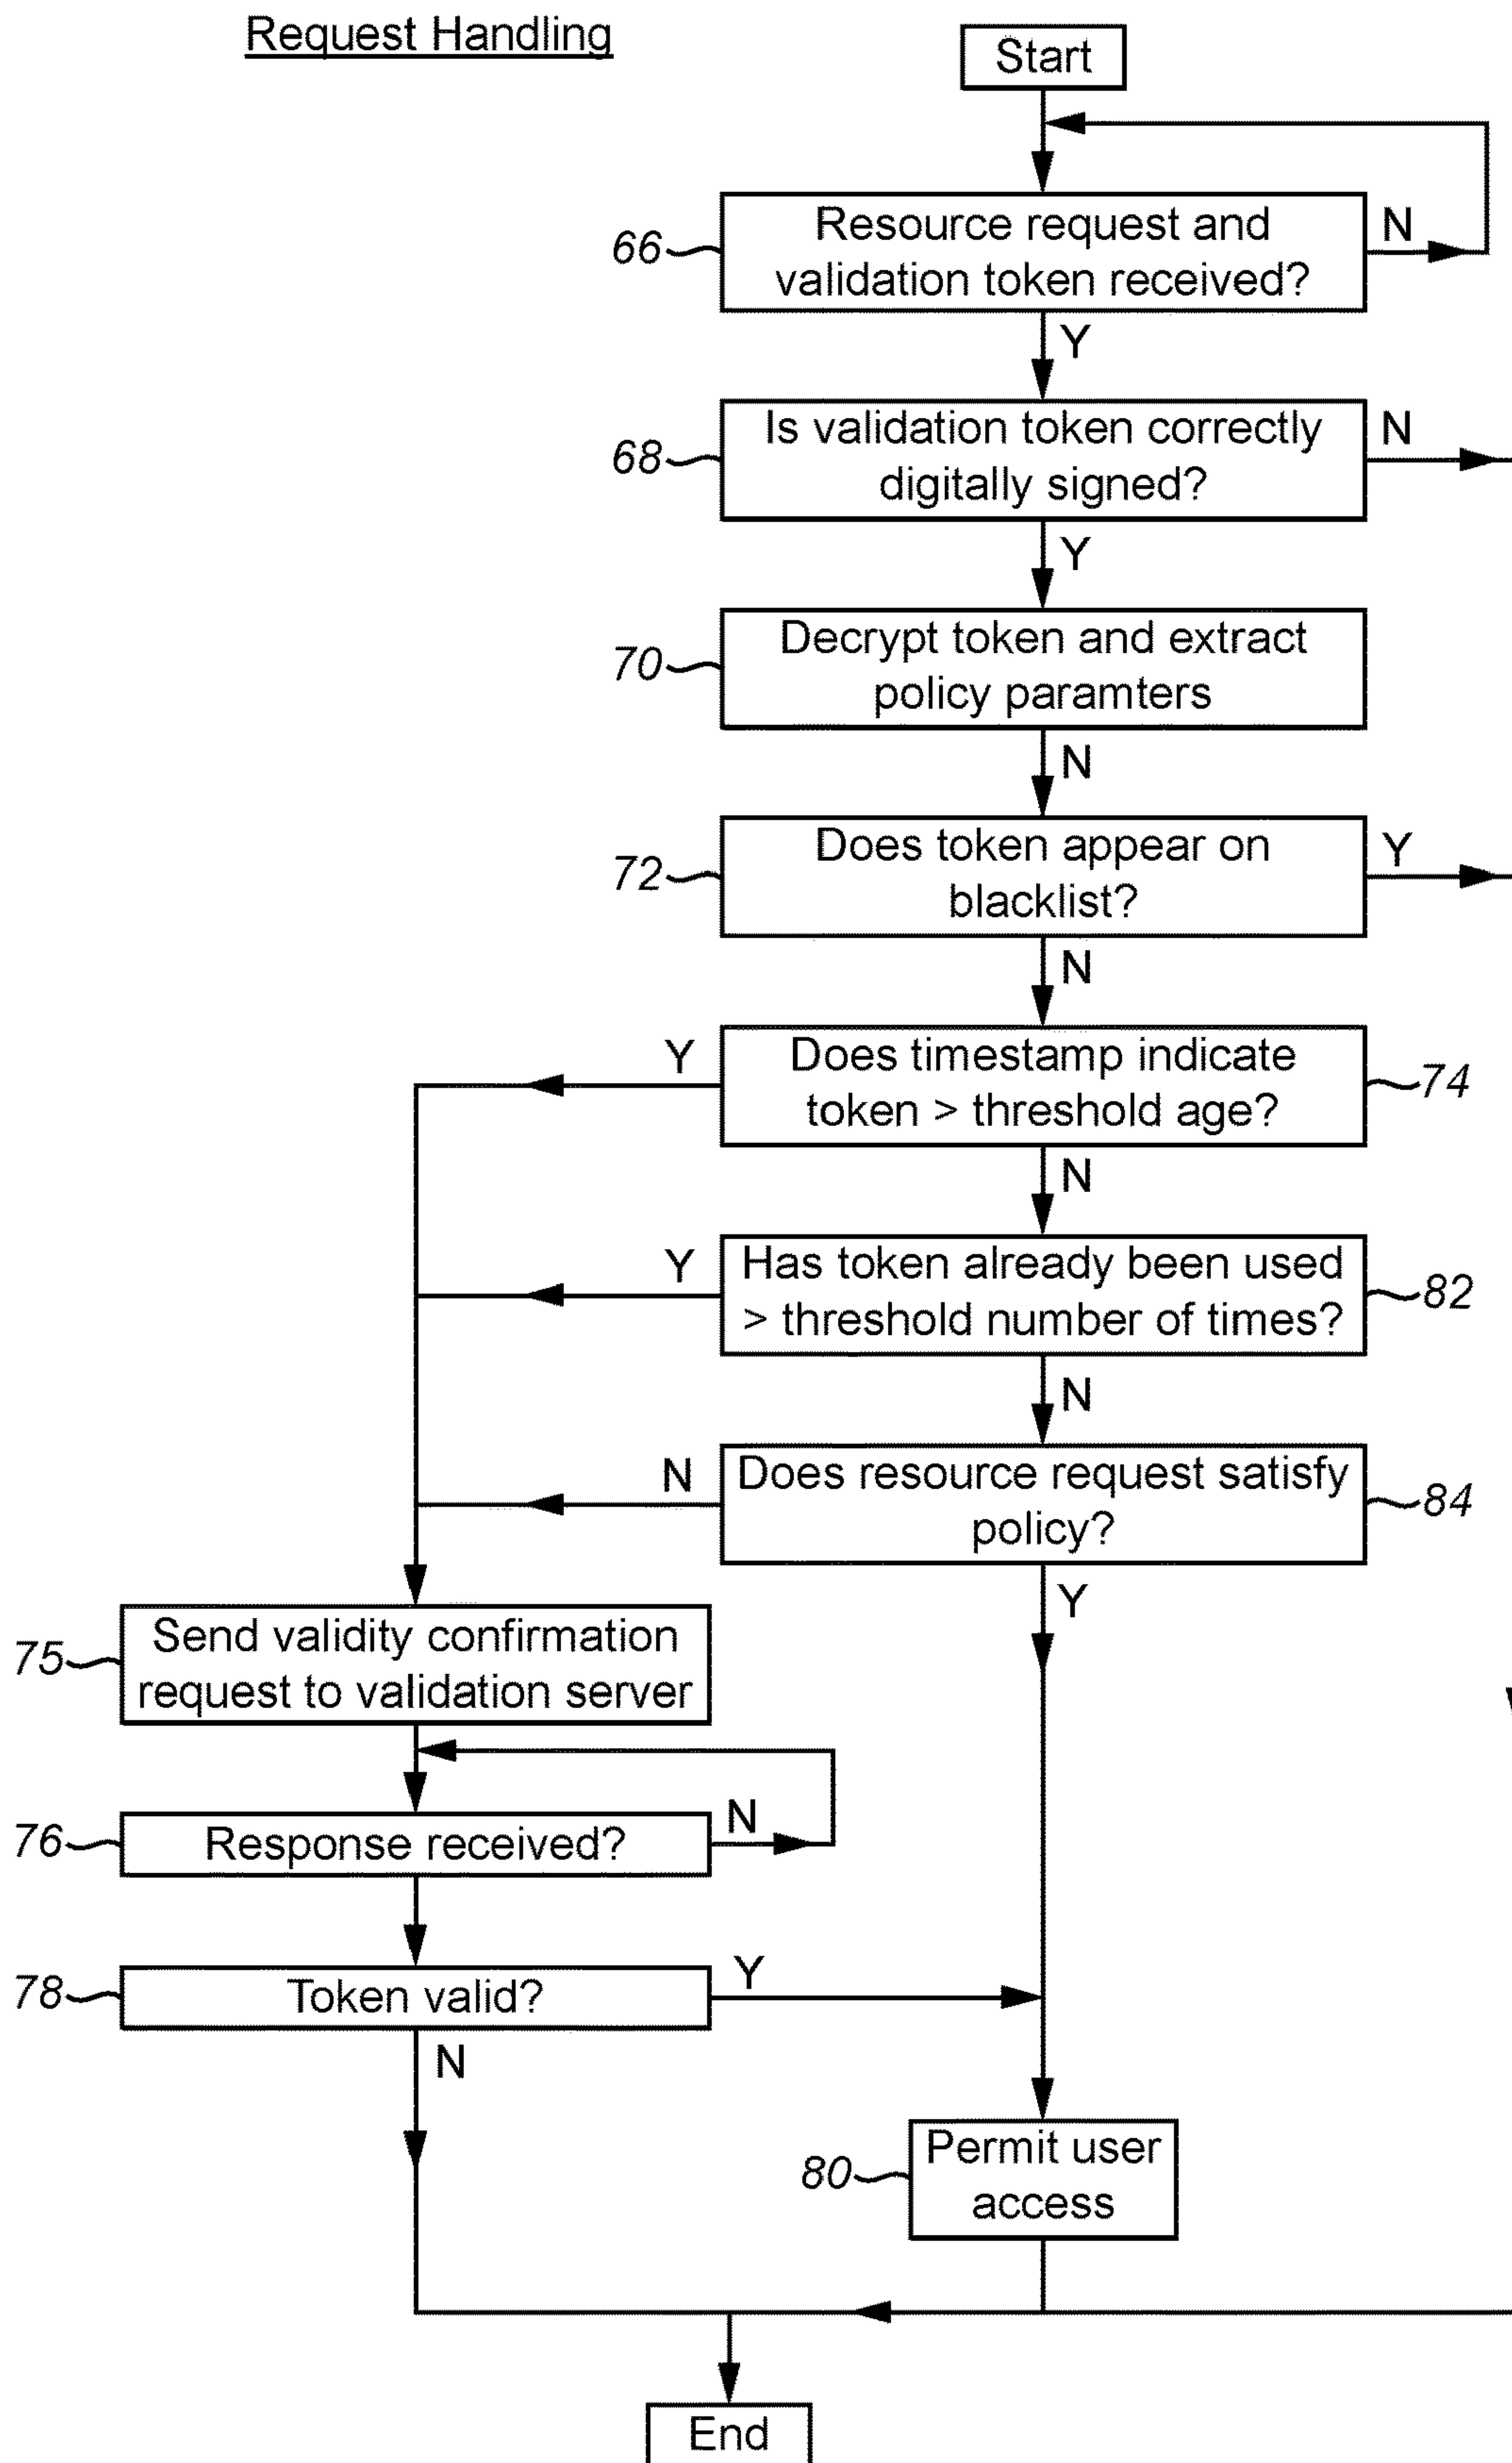 Request Handling
Start
Resource request and
validation token received?
66
N
Y
Is validation token correctly
digitally signed?
68
N
Y
Decrypt token and extract
policy paramters
70
N
Does token appear on
blacklist?
72
Y
N
Does timestamp indicate
token > threshold age?
74
Y
N
Has token already been used
> threshold number of times?
82
Y
N
Does resource request satisfy
policy?
84
N
Y
Send validity confirmation
request to validation server
75
Response received?
76
N
Token valid?
78
Y
N
Permit user
access
80
End